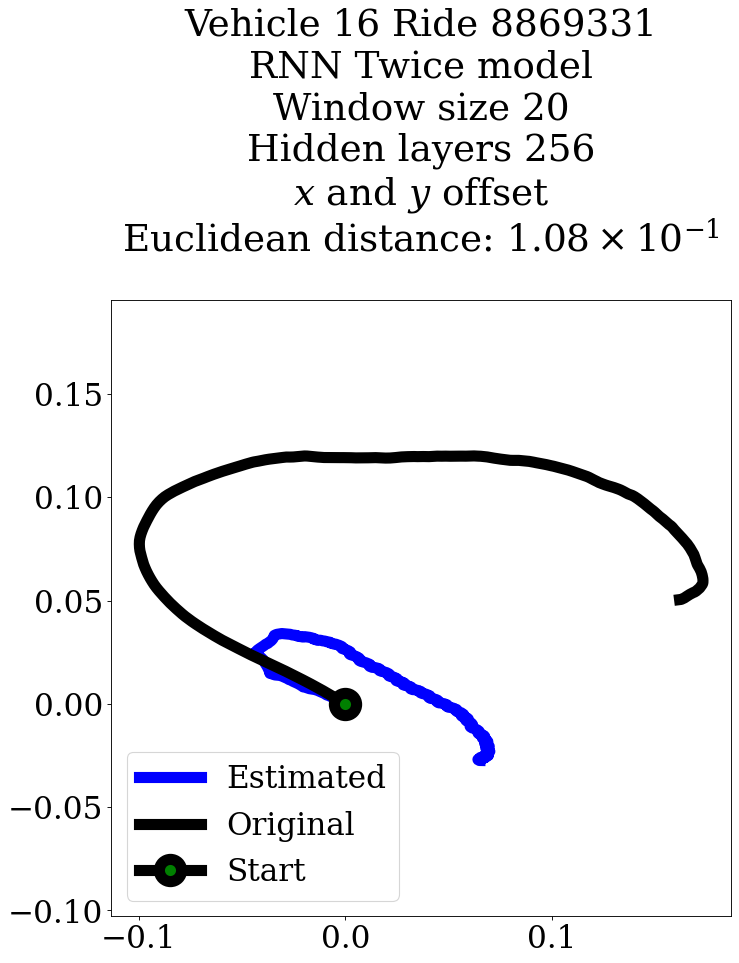 Vehicle 16 Ride 8869331
RNN Twice model
Window size 20
Hidden layers 256
x and y offset
Euclidean distance: 1.08 × 10⁻¹
0.15
0.10
0.05
0.00
−0.05
−0.10
−0.1
0.0
0.1
Estimated
Original
Start